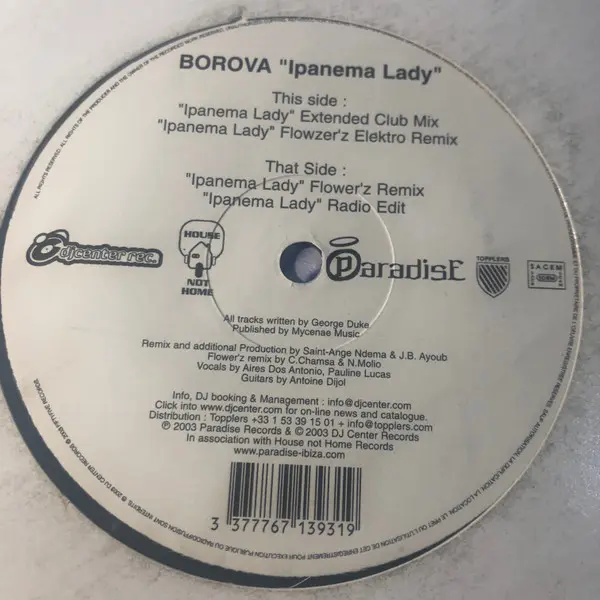 BOROVA "Ipanema Lady"
This side :
"Ipanema Lady" Extended Club Mix
"Ipanema Lady" Flowzer'z Elektro Remix
That Side :
"Ipanema Lady" Flower'z Remix
"Ipanema Lady" Radio Edit
djcenter rec.
HOUSE
NOT
HOME
ParadisE
TOPPLERS
SACEM
All tracks written by George Duke
Published by Mycenae Music
Remix and additional Production by Saint-Ange Ndema & J.B. Ayoub
Flower'z remix by C.Chamsa & N.Molio
Vocals by Aires Dos Antonio, Pauline Lucas
Guitars by Antoine Dijol
Info, DJ booking & Management : info@djcenter.com
Click into www.djcenter.com for on-line news and catalogue.
Distribution : Topplers +33 1 53 39 15 01 + info@topplers.com
℗ 2003 Paradise Records & © 2003 DJ Center Records
In association with House not Home Records
www.paradise-ibiza.com
3 377767 139319